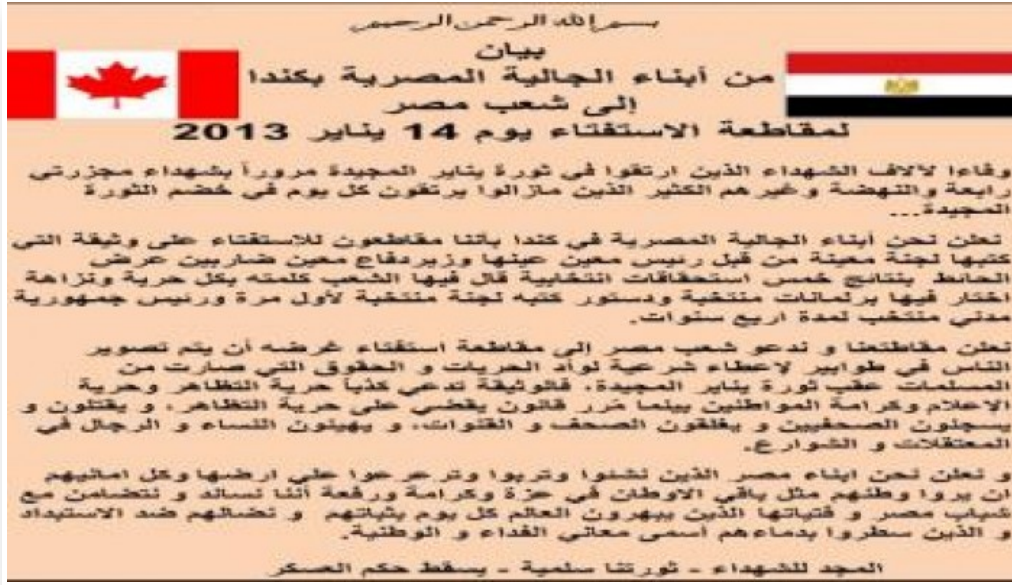 بسم الله الرحمن الرحيم
بيان
من أبناء الجالية المصرية بكندا
إلى شعب مصر
لمقاطعة الاستفتاء يوم 14 يناير 2013
وفاءا لآلاف الشهداء الذين ارتقوا في ثورة يناير المجيدة مروراً بشهداء مجزرتي
رابعة والنهضة وغيرهم الكثير الذين مازالوا يرتقون كل يوم في خضم الثورة
المجيدة...
نعلن نحن أبناء الجالية المصرية في كندا بأننا مقاطعون للاستفتاء على وثيقة التي
كتبها لجنة معينة من قبل رئيس معين عينها وزيردفاع معين ضاربين عرض
الحائط بنتائج خمس استحقاقات انتخابية قال فيها الشعب كلمته بكل حرية ونزاهة
اختار فيها برلمانات منتخبة ودستور كتبه لجنة منتخبة لأول مرة ورئيس جمهورية
مدني منتخب لمدة اربع سنوات.
نعلن مقاطعتنا و ندعو شعب مصر إلى مقاطعة استفتاء غرضه أن يتم تصوير
الناس في طوابير لاعطاء شرعية لوأد الحريات و الحقوق التي صارت من
المسلمات عقب ثورة يناير المجيدة. فالوثيقة تدعي كذباً حرية التظاهر وحرية
الاعلام وكرامة المواطنين بينما مُرر قانون يقضي على حرية التظاهر، و يقتلون و
يسجلون الصحفيين و يغلقون الصحف و القنوات، و يهينون النساء و الرجال في
المعتقلات و الشوارع.
و نعلن نحن ابناء مصر الذين نشئوا وتربوا وترعرعوا على ارضها وكل امانيهم
ان يروا وطنهم مثل باقي الاوطان في عزة وكرامة ورفعة أننا نساند و نتضامن مع
شباب مصر و فتياتها الذين يبهرون العالم كل يوم بثباتهم و نضالهم ضد الاستبداد
و الذين سطروا بدماءهم أسمى معاني الفداء و الوطنية.
المجد للشهداء - ثورتنا سلمية - يسقط حكم العسكر